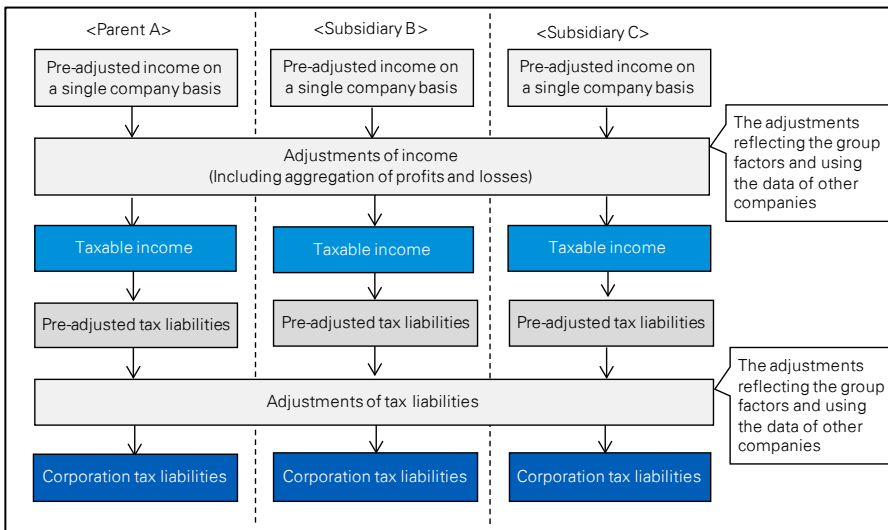 <Parent A>
<Subsidiary B>
<Subsidiary C>
Pre-adjusted income on
a single company basis
Pre-adjusted income on
a single company basis
Pre-adjusted income on
a single company basis
The adjustments
reflecting the group
factors and using
the data of other
companies
Adjustments of income
(Including aggregation of profits and losses)
Taxable income
Taxable income
Taxable income
Pre-adjusted tax liabilities
Pre-adjusted tax liabilities
Pre-adjusted tax liabilities
The adjustments
reflecting the group
factors and using
the data of other
companies
Adjustments of tax liabilities
Corporation tax liabilities
Corporation tax liabilities
Corporation tax liabilities